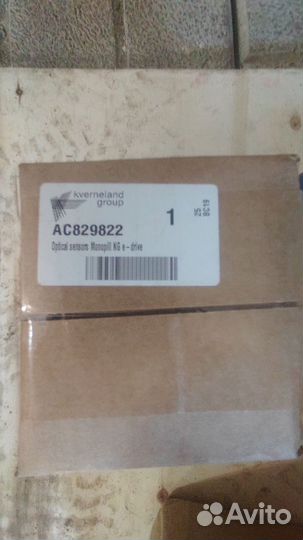 kverneland
group
1
AC829822
Optical sensors Monopill NG e-drive
Avito